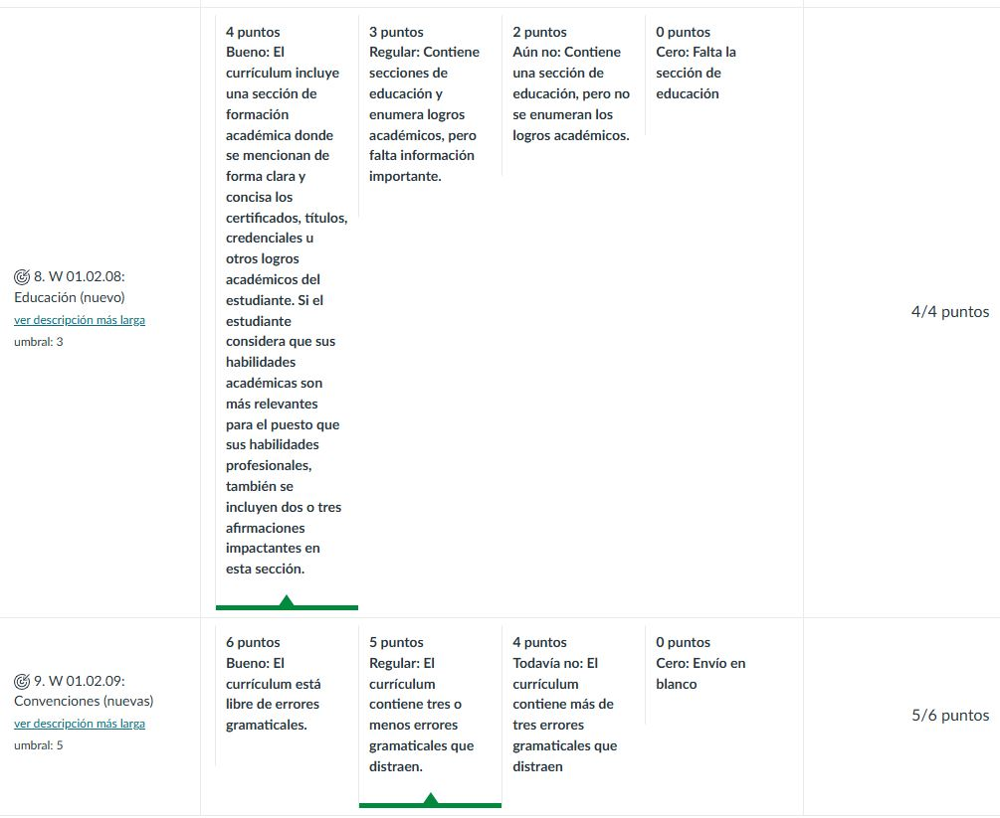 8. W 01.02.08:
Educación (nuevo)
ver descripción más larga
umbral: 3
4 puntos
Bueno: El
currículum incluye
una sección de
formación
académica donde
se mencionan de
forma clara y
concisa los
certificados, títulos,
credenciales u
otros logros
académicos del
estudiante. Si el
estudiante
considera que sus
habilidades
académicas son
más relevantes
para el puesto que
sus habilidades
profesionales,
también se
incluyen dos o tres
afirmaciones
impactantes en
esta sección.
3 puntos
Regular: Contiene
secciones de
educación y
enumera logros
académicos, pero
falta información
importante.
2 puntos
Aún no: Contiene
una sección de
educación, pero no
se enumeran los
logros académicos.
0 puntos
Cero: Falta la
sección de
educación
4/4 puntos
9. W 01.02.09:
Convenciones (nuevas)
ver descripción más larga
umbral: 5
6 puntos
Bueno: El
currículum está
libre de errores
gramaticales.
5 puntos
Regular: El
currículum
contiene tres o
menos errores
gramaticales que
distraen.
4 puntos
Todavía no: El
currículum
contiene más de
tres errores
gramaticales que
distraen
0 puntos
Cero: Envío en
blanco
5/6 puntos